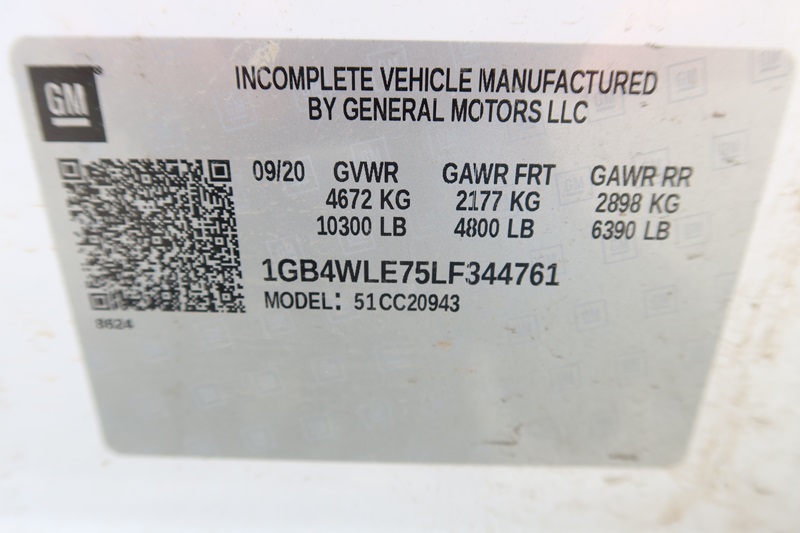 GM
INCOMPLETE VEHICLE MANUFACTURED
BY GENERAL MOTORS LLC
09/20 GVWR GAWR FRT GAWR RR
4672 KG 2177 KG 2898 KG
10300 LB 4800 LB 6390 LB
1GB4WLE75LF344761
MODEL: 51CC20943
8624